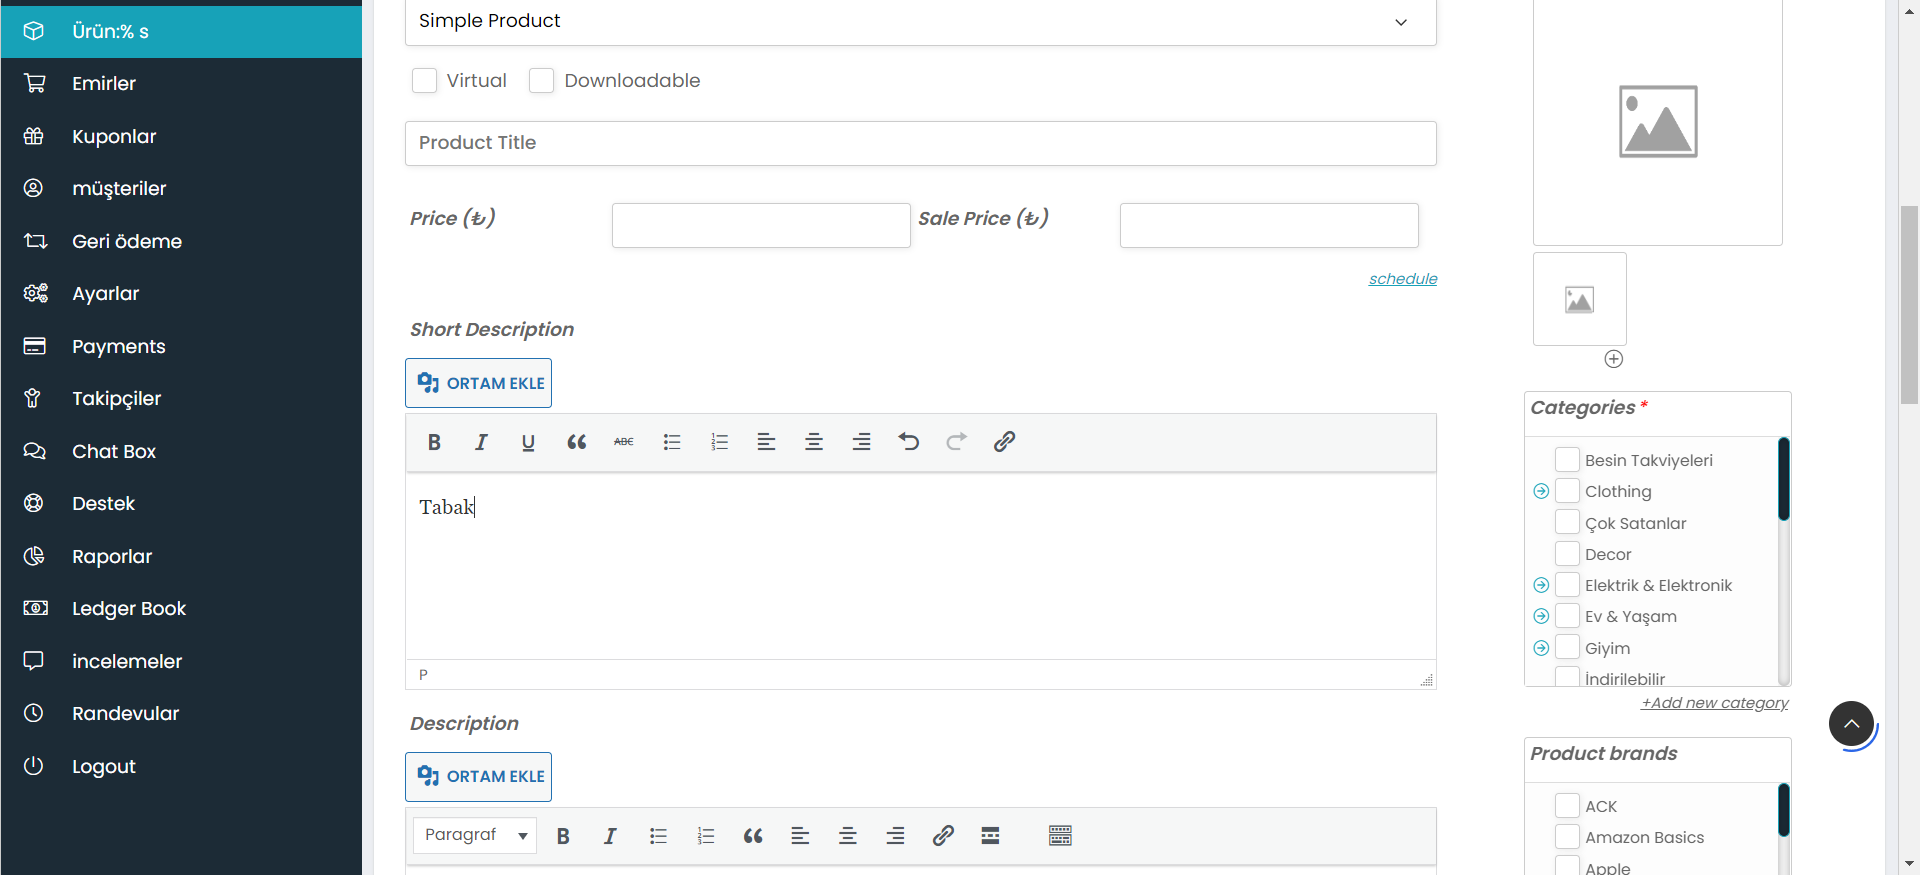 Ürün:% s
Emirler
Kuponlar
müşteriler
Geri ödeme
Ayarlar
Payments
Takipçiler
Chat Box
Destek
Raporlar
Ledger Book
incelemeler
Randevular
Logout
Simple Product
Virtual
Downloadable
Product Title
Price (₺)
Sale Price (₺)
schedule
Short Description
ORTAM EKLE
B I U ABC
Tabak
P
Description
ORTAM EKLE
Paragraf
B I
Categories *
Besin Takviyeleri
Clothing
Çok Satanlar
Decor
Elektrik & Elektronik
Ev & Yaşam
Giyim
İndirilebilir
+Add new category
Product brands
ACK
Amazon Basics
Apple